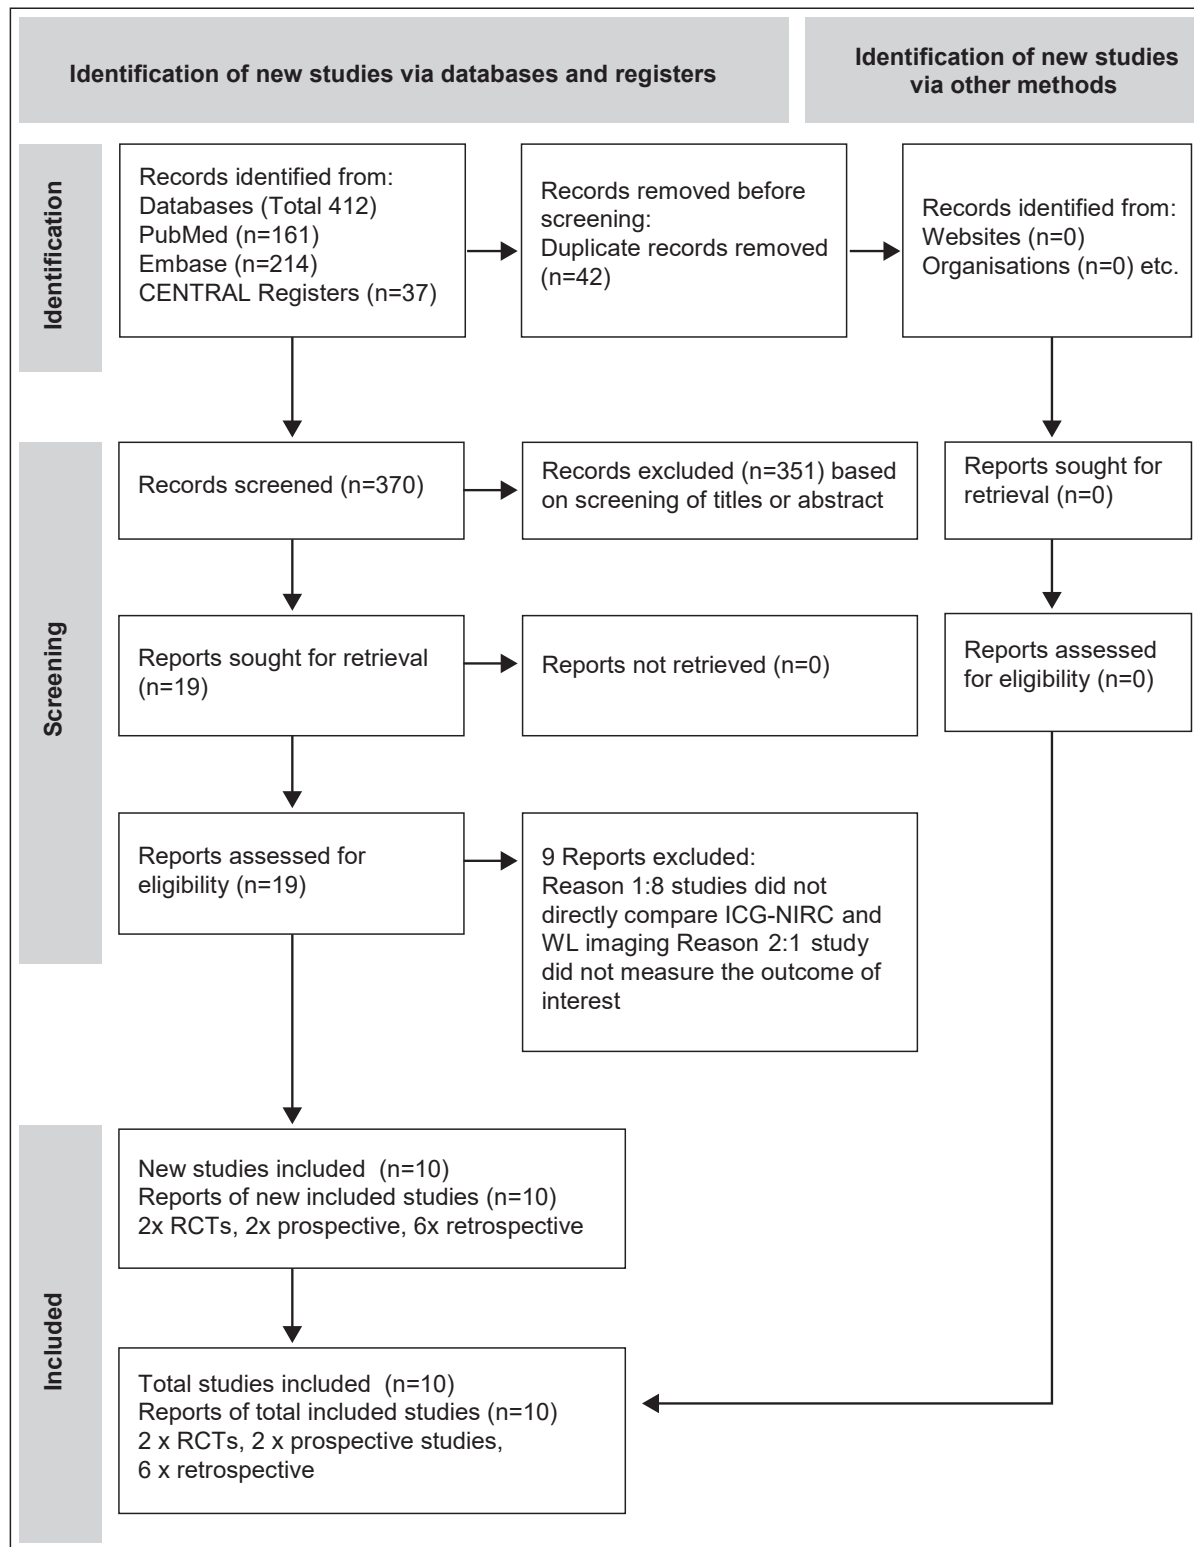 Identification of new studies via databases and registers
Identification of new studies
via other methods
Identification
Records identified from:
Databases (Total 412)
PubMed (n=161)
Embase (n=214)
CENTRAL Registers (n=37)
Records removed before
screening:
Duplicate records removed
(n=42)
Records identified from:
Websites (n=0)
Organisations (n=0) etc.
Screening
Records screened (n=370)
Records excluded (n=351) based
on screening of titles or abstract
Reports sought for
retrieval (n=0)
Reports sought for retrieval
(n=19)
Reports not retrieved (n=0)
Reports assessed
for eligibility (n=0)
Reports assessed for
eligibility (n=19)
9 Reports excluded:
Reason 1:8 studies did not
directly compare ICG-NIRC and
WL imaging Reason 2:1 study
did not measure the outcome of
interest
Included
New studies included (n=10)
Reports of new included studies (n=10)
2x RCTs, 2x prospective, 6x retrospective
Total studies included (n=10)
Reports of total included studies (n=10)
2 x RCTs, 2 x prospective studies,
6 x retrospective